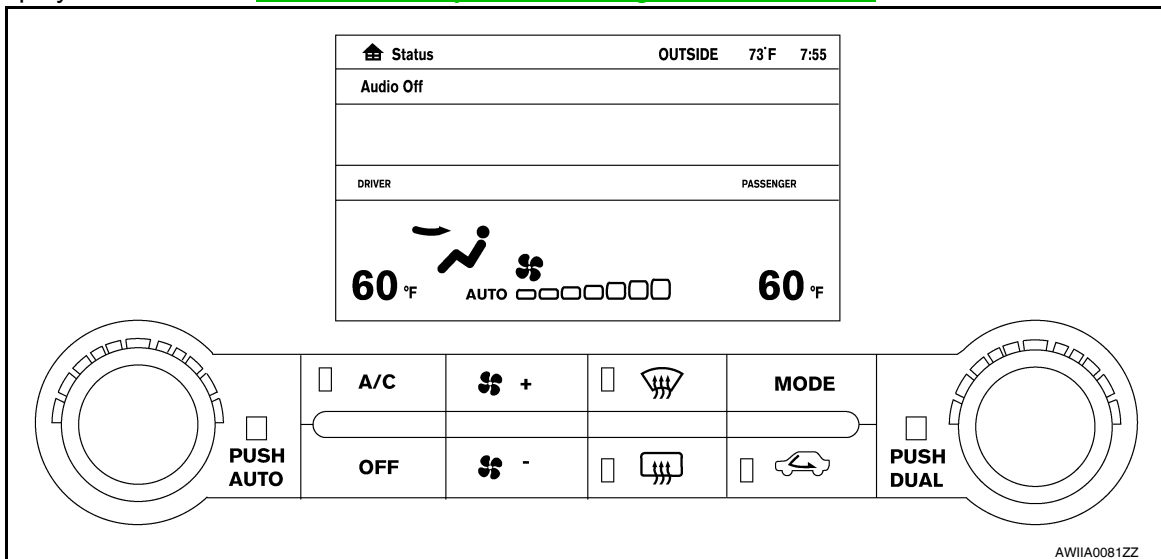 Status OUTSIDE 73°F 7:55
Audio Off
DRIVER PASSENGER
60 °F AUTO 60 °F
A/C + MODE
PUSH AUTO OFF - PUSH DUAL
AWIIA0081ZZ